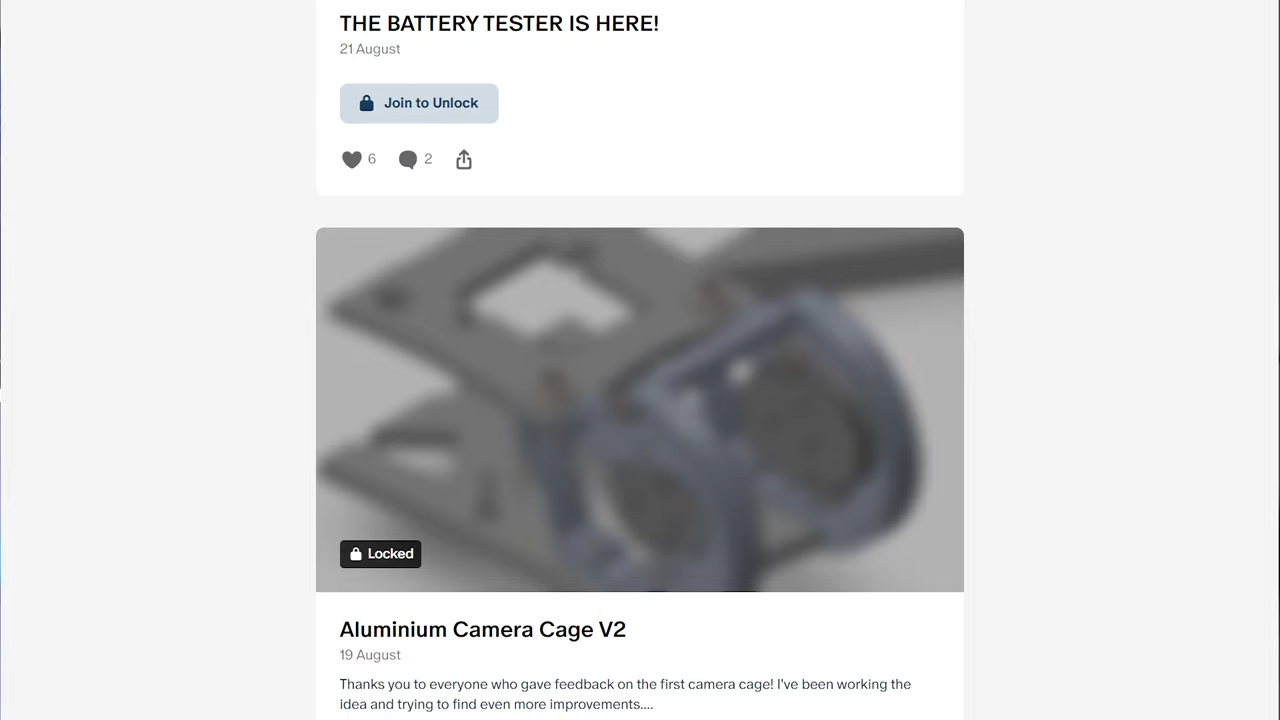 THE BATTERY TESTER IS HERE!
21 August
Join to Unlock
6 2
Locked
Aluminium Camera Cage V2
19 August
Thanks you to everyone who gave feedback on the first camera cage! I've been working the
idea and trying to find even more improvements....